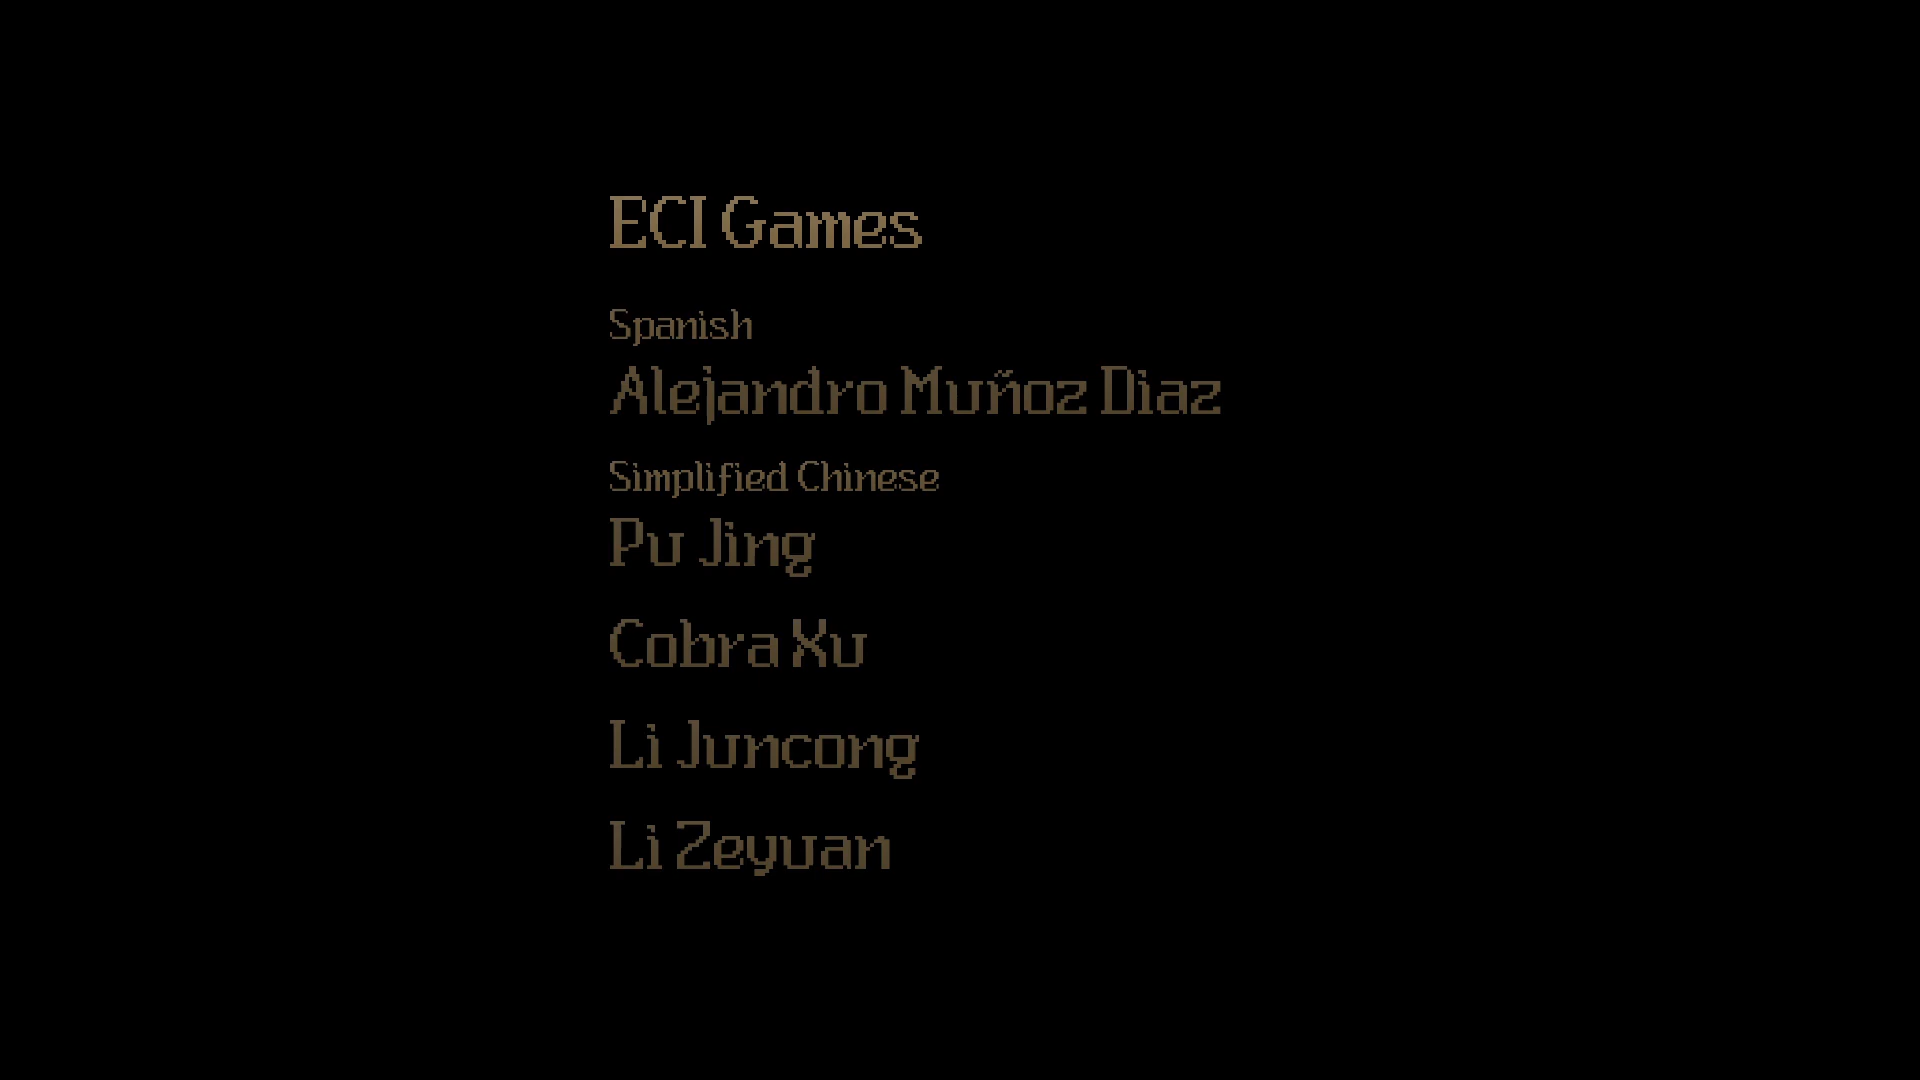 ECI Games
Spanish
Alejandro Muñoz Diaz
Simplified Chinese
Pu Jing
Cobra Xu
Li Juncong
Li Zeyuan